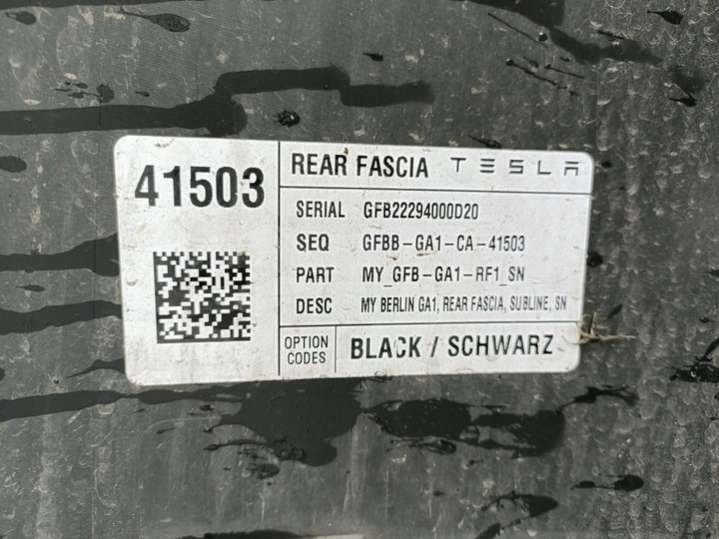 41503
REAR FASCIA TESLA
SERIAL GFB22294000D20
SEQ GFBB-GA1-CA-41503
PART MY_GFB-GA1-RF1_SN
DESC MY BERLIN GA1, REAR FASCIA, SUBLINE, SN
OPTION CODES BLACK / SCHWARZ